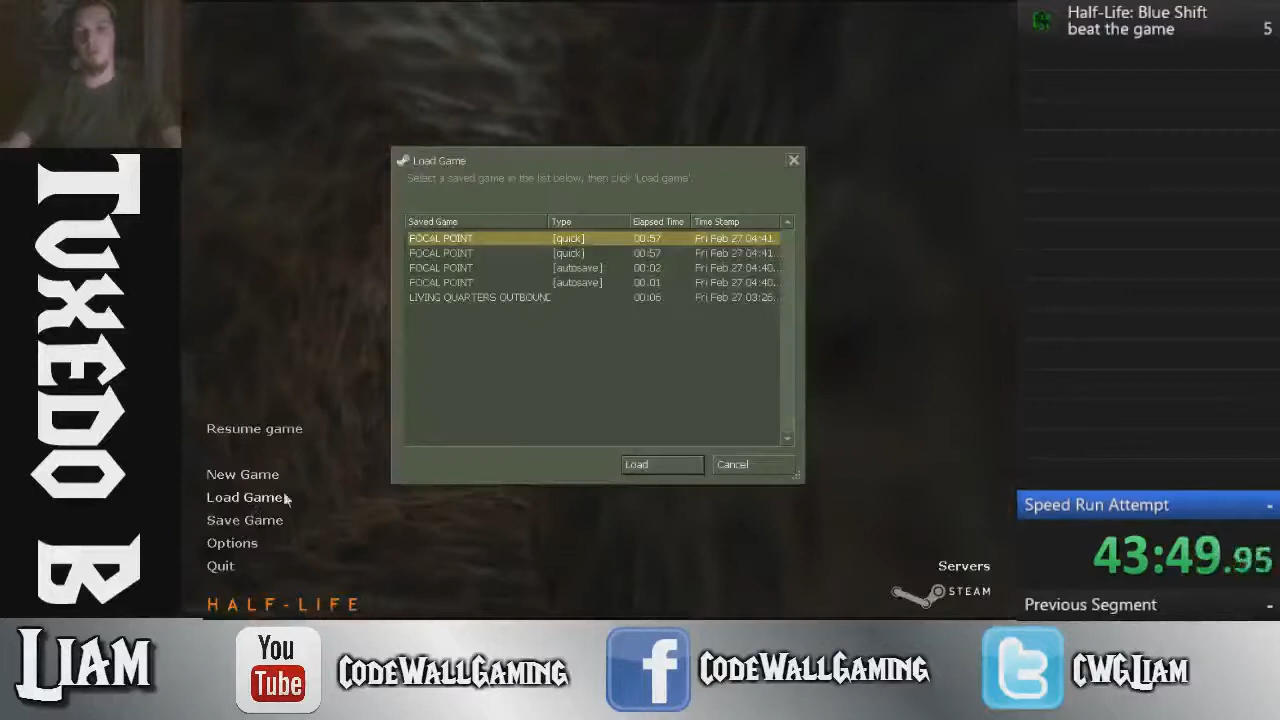 Half-Life: Blue Shift
beat the game 5
Load Game
Select a saved game in the list below, then click 'Load game'.
Saved Game Type Elapsed Time Time Stamp
FOCAL POINT [quick] 00:57 Fri Feb 27 04:41...
FOCAL POINT [quick] 00:57 Fri Feb 27 04:41...
FOCAL POINT [autosave] 00:02 Fri Feb 27 04:40...
FOCAL POINT [autosave] 00:01 Fri Feb 27 04:40...
LIVING QUARTERS OUTBOUND 00:06 Fri Feb 27 03:26...
Load Cancel
Resume game
New Game
Load Game
Save Game
Options
Quit
HALF-LIFE
Servers
STEAM
Speed Run Attempt -
43:49.95
Previous Segment -
TUXEDO B
LIAM
YouTube
CODEWALLGAMING
f
CODEWALLGAMING
t
CWGLIAM